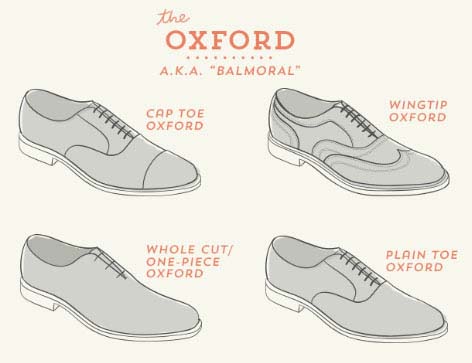 the
OXFORD
A.K.A. "BALMORAL"
CAP TOE
OXFORD
WINGTIP
OXFORD
WHOLE CUT/
ONE-PIECE
OXFORD
PLAIN TOE
OXFORD